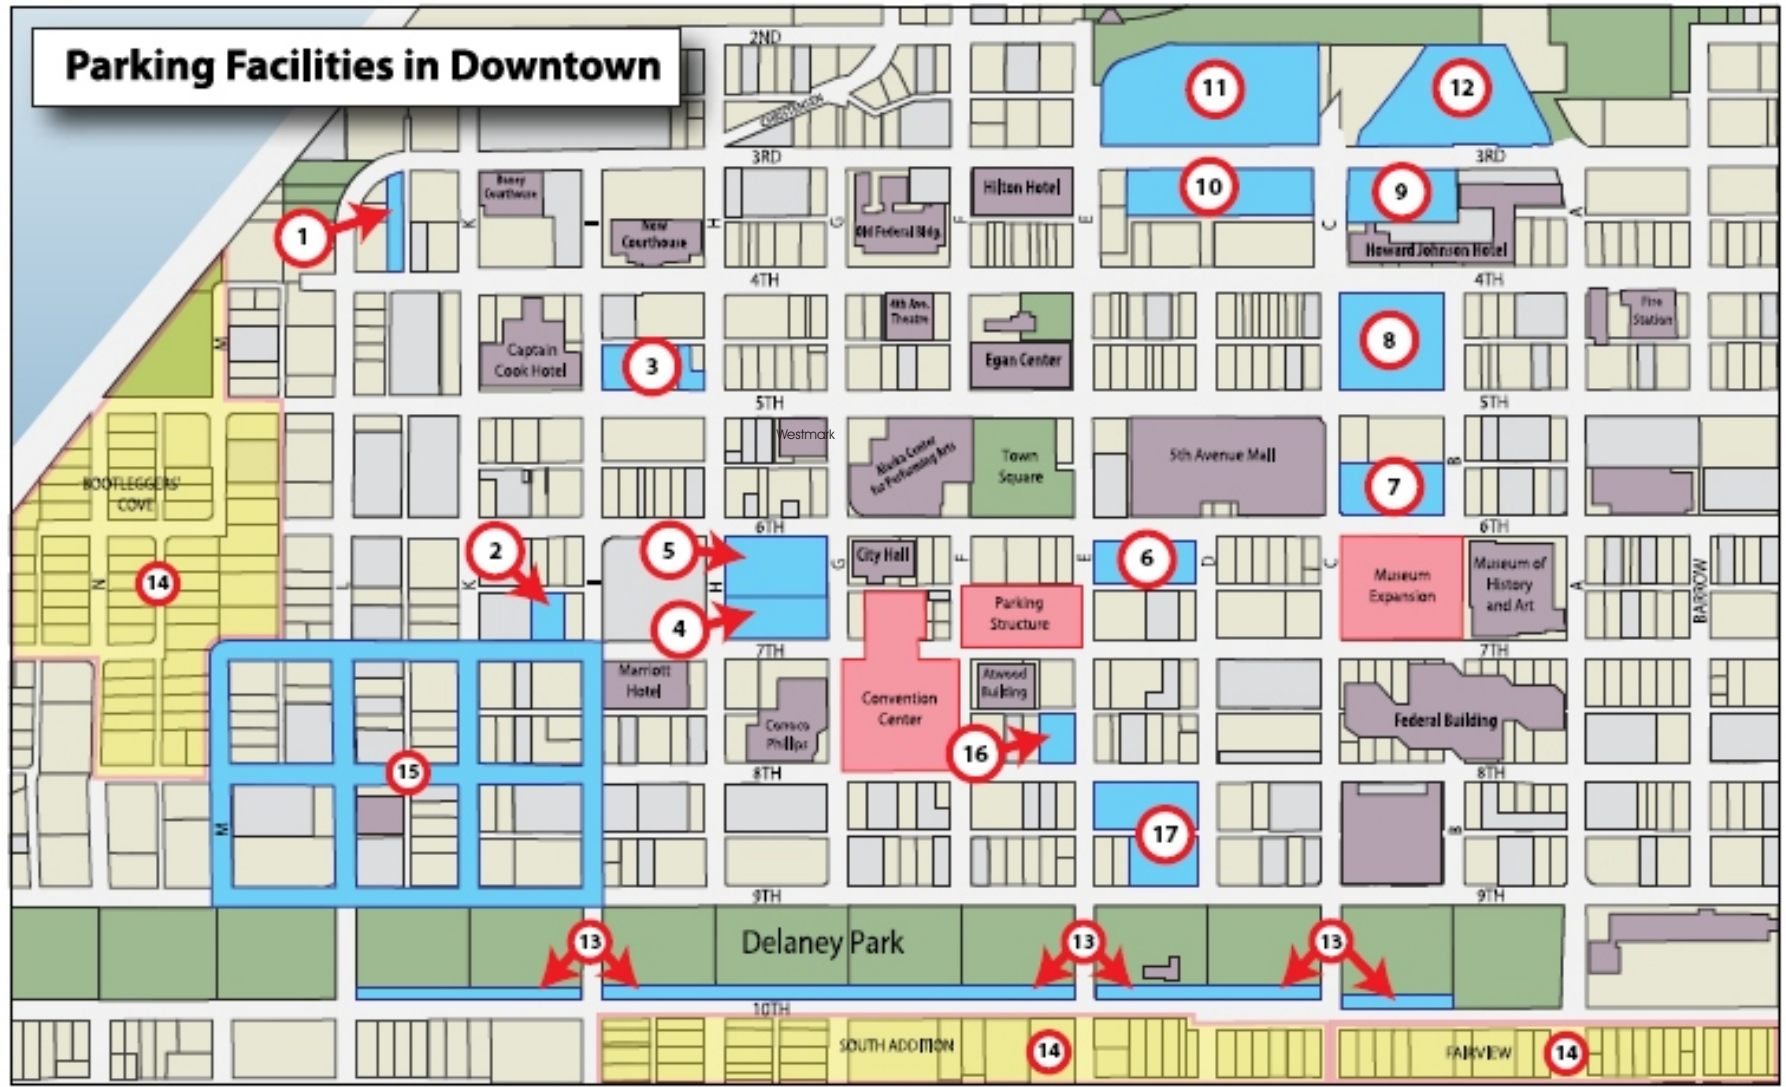 Parking Facilities in Downtown
2ND
CHRISTENSEN
11
12
3RD
3RD
1
Boney
Courthouse
K
I
New
Courthouse
H
G
Old Federal Bldg.
F
Hilton Hotel
E
10
C
9
A
Howard Johnson Hotel
4TH
4TH
M
Captain
Cook Hotel
3
4th Ave.
Theatre
Egan Center
8
Fire
Station
5TH
5TH
Westmark
Alaska Center
for Performing Arts
Town
Square
5th Avenue Mall
7
B
BOOTLEGGERS'
COVE
6TH
6TH
2
5
City Hall
6
N
14
L
K
I
H
G
F
E
D
C
Museum
Expansion
Museum of
History
and Art
A
BARROW
4
Parking
Structure
7TH
7TH
Marriott
Hotel
Conoco
Phillips
Convention
Center
Atwood
Building
Federal Building
16
15
8TH
8TH
M
17
B
9TH
9TH
13
Delaney Park
13
13
10TH
SOUTH ADDITION
14
FAIRVIEW
14